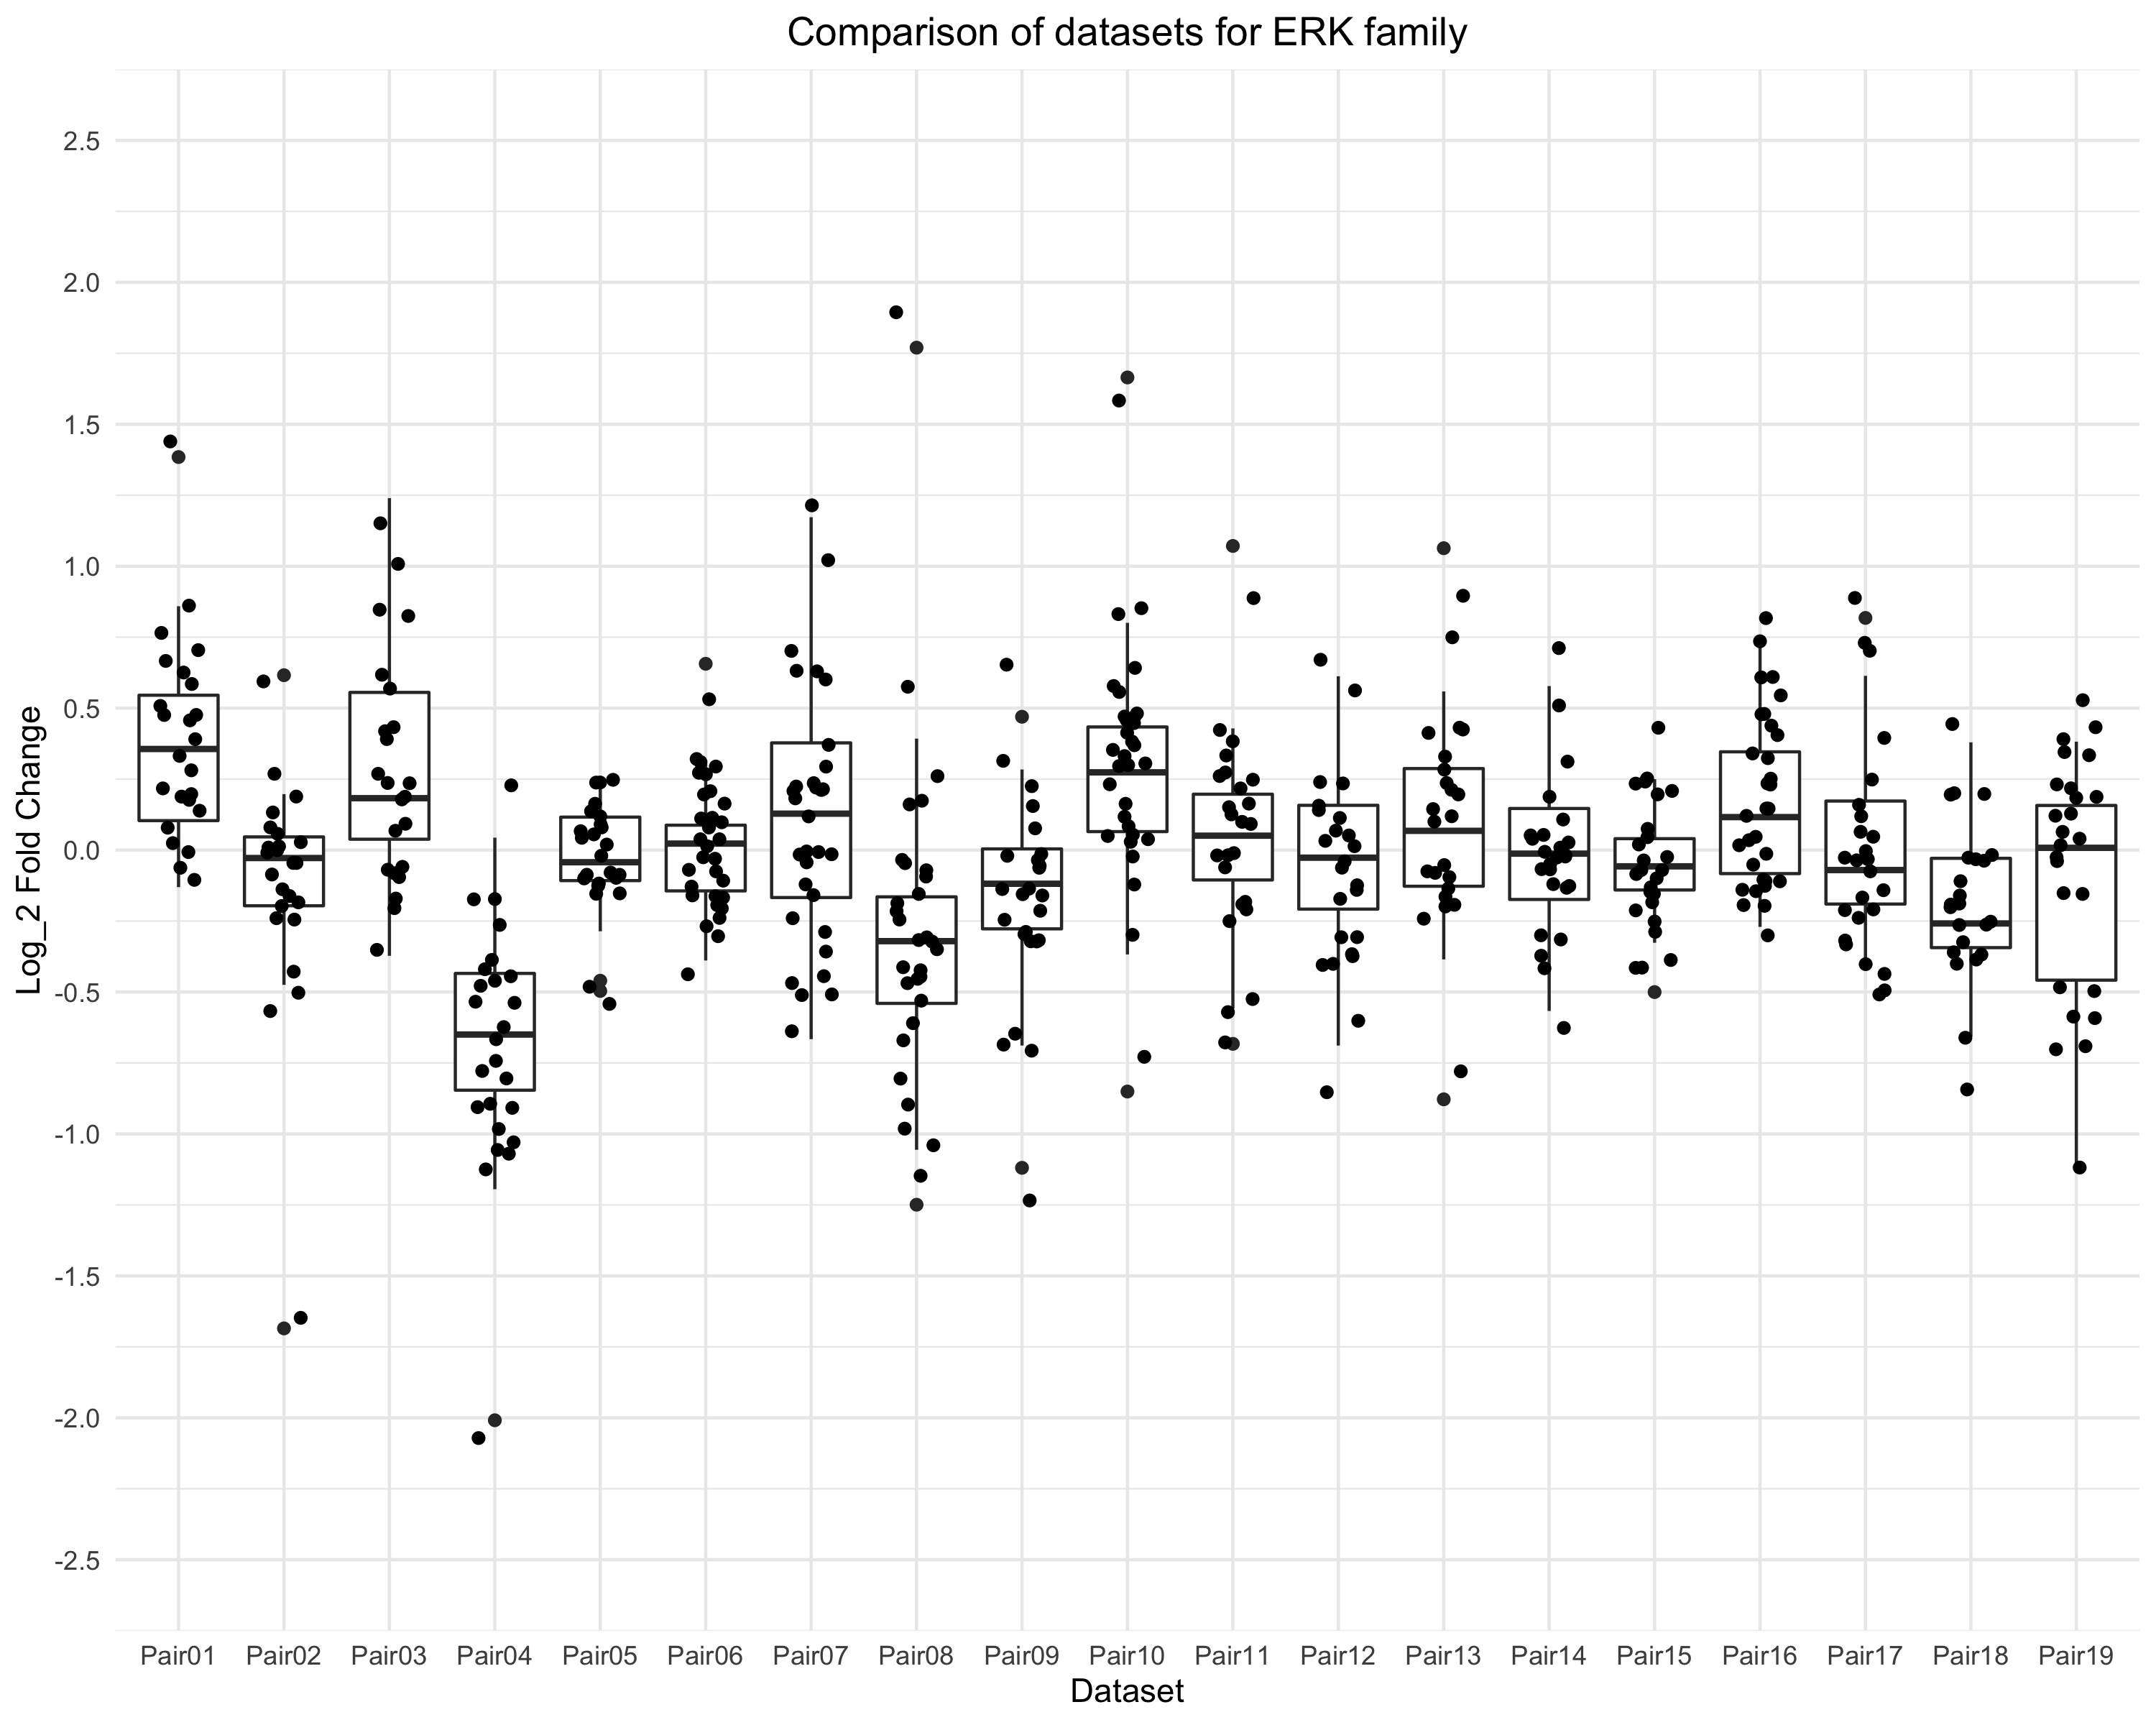 Comparison of datasets for ERK family
Log_2 Fold Change
2.5
2.0
1.5
1.0
0.5
0.0
-0.5
-1.0
-1.5
-2.0
-2.5
Pair01 Pair02 Pair03 Pair04 Pair05 Pair06 Pair07 Pair08 Pair09 Pair10 Pair11 Pair12 Pair13 Pair14 Pair15 Pair16 Pair17 Pair18 Pair19
Dataset